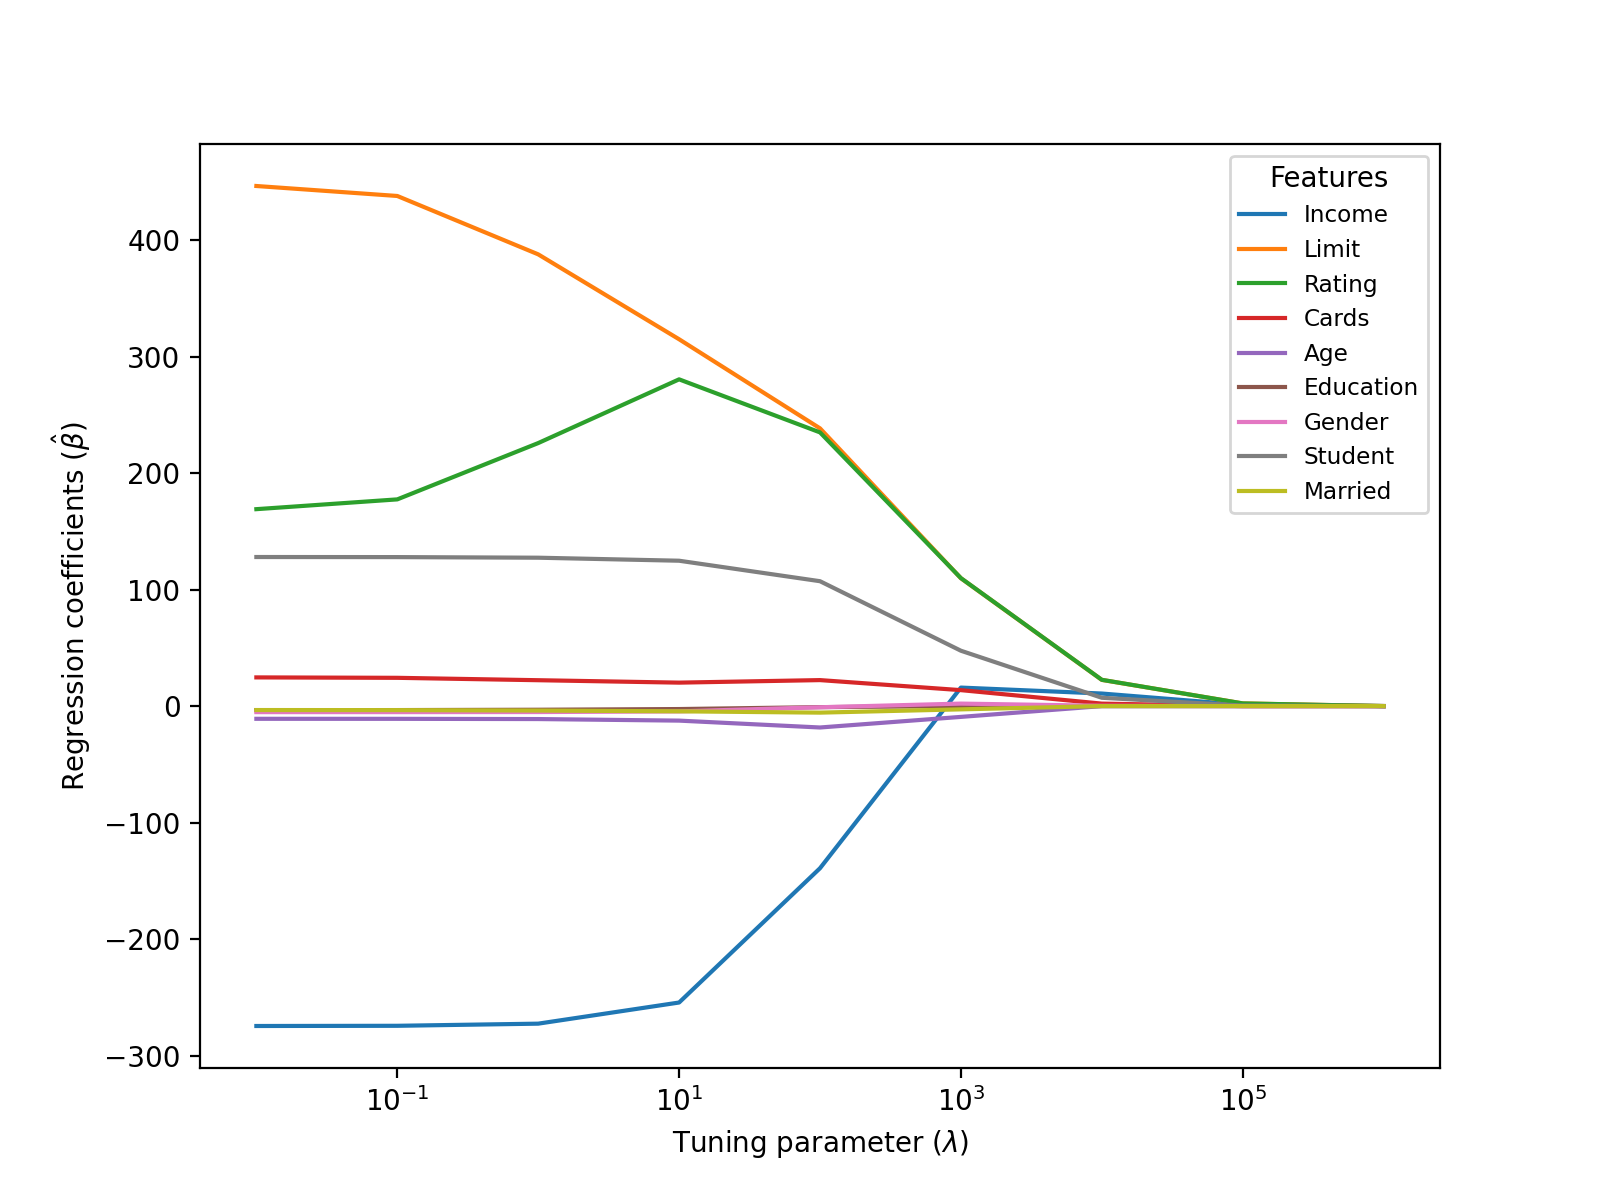 Features
Income
Limit
Rating
Cards
Age
Education
Gender
Student
Married
400
300
200
100
0
−100
−200
−300
Regression coefficients (β̂)
10⁻¹ 10¹ 10³ 10⁵
Tuning parameter (λ)